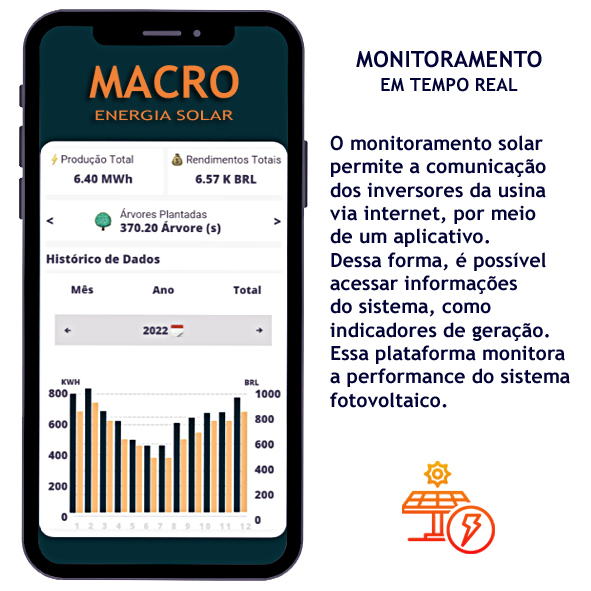 MACRO
ENERGIA SOLAR
Produção Total
6.40 MWh
Rendimentos Totais
6.57 K BRL
<
Árvores Plantadas
370.20 Árvore (s)
>
Histórico de Dados
Mês Ano Total
← 2022 →
KWH BRL
800 1000
600 800
400 600
200 400
0 200
0
1 2 3 4 5 6 7 8 9 10 11 12
MONITORAMENTO
EM TEMPO REAL
O monitoramento solar
permite a comunicação
dos inversores da usina
via internet, por meio
de um aplicativo.
Dessa forma, é possível
acessar informações
do sistema, como
indicadores de geração.
Essa plataforma monitora
a performance do sistema
fotovoltaico.